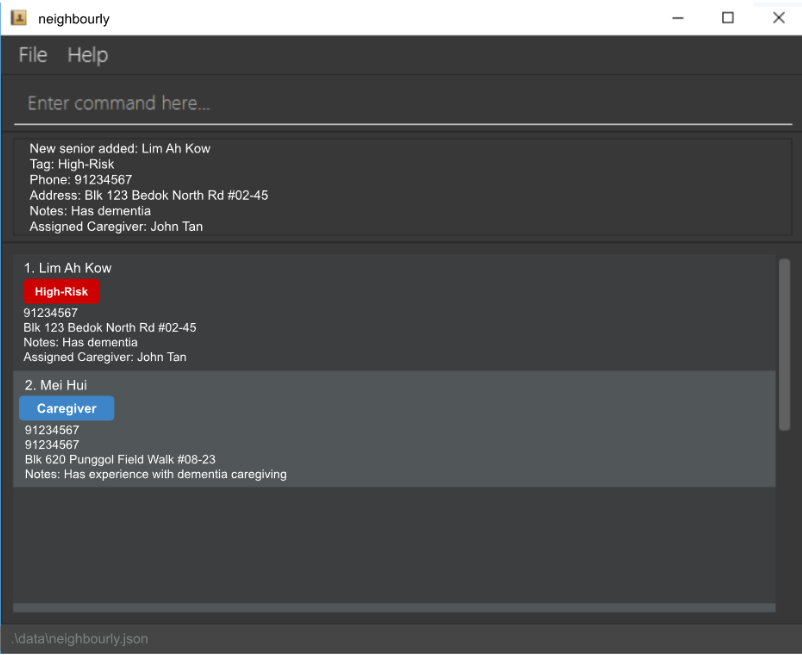 neighbourly
File Help
Enter command here...
New senior added: Lim Ah Kow
Tag: High-Risk
Phone: 91234567
Address: Blk 123 Bedok North Rd #02-45
Notes: Has dementia
Assigned Caregiver: John Tan
1. Lim Ah Kow
High-Risk
91234567
Blk 123 Bedok North Rd #02-45
Notes: Has dementia
Assigned Caregiver: John Tan
2. Mei Hui
Caregiver
91234567
91234567
Blk 620 Punggol Field Walk #08-23
Notes: Has experience with dementia caregiving
.\data\neighbourly.json